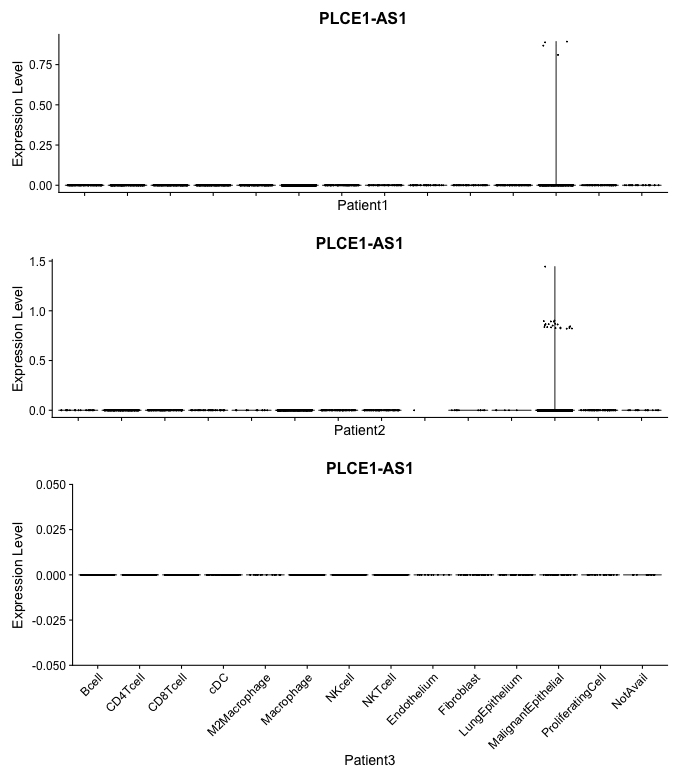 PLCE1-AS1
Expression Level
0.75
0.50
0.25
0.00
Patient1
PLCE1-AS1
Expression Level
1.5
1.0
0.5
0.0
Patient2
PLCE1-AS1
Expression Level
0.050
0.025
0.000
-0.025
-0.050
Bcell
CD4Tcell
CD8Tcell
cDC
M2Macrophage
Macrophage
NKcell
NKTcell
Endothelium
Fibroblast
LungEpithelium
MalignantEpithelial
ProliferatingCell
NotAvail
Patient3